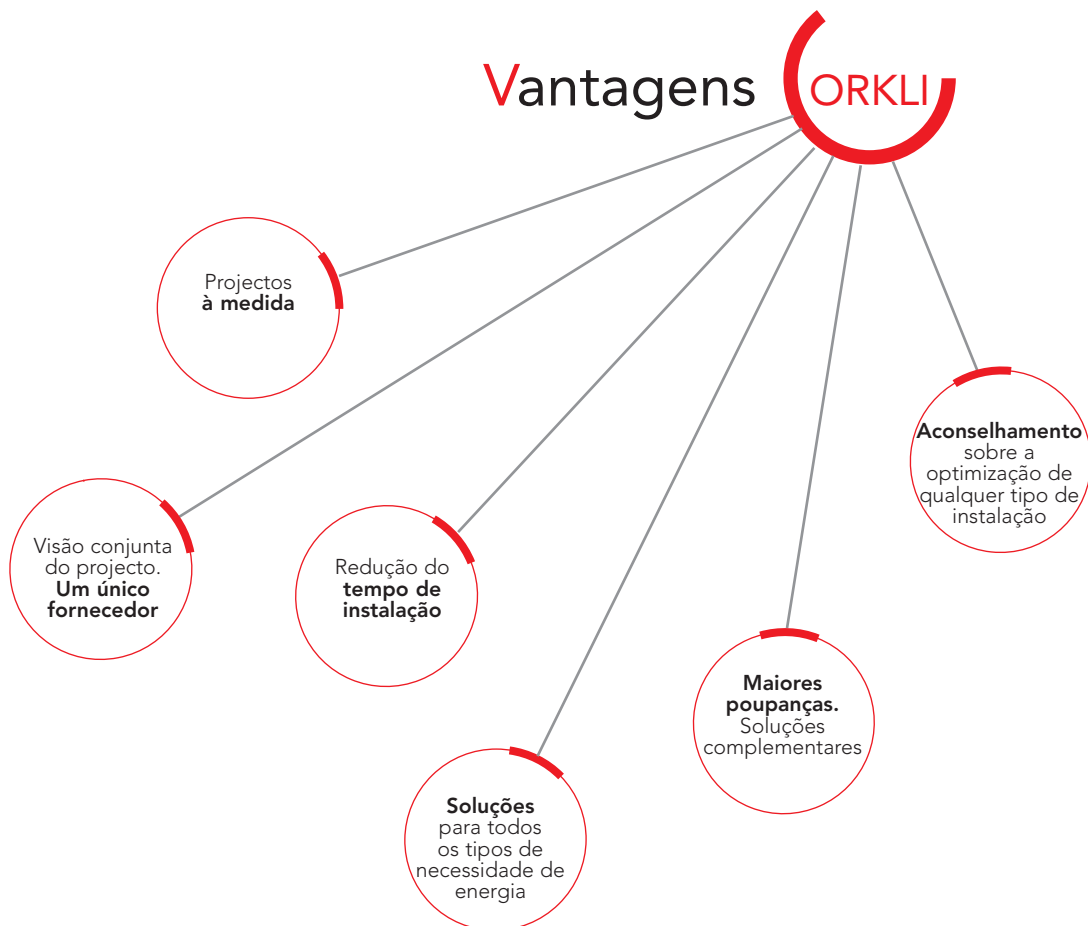 Vantagens ORKLI
Projectos
à medida
Aconselhamento
sobre a
optimização de
qualquer tipo de
instalação
Visão conjunta
do projecto.
Um único
fornecedor
Redução do
tempo de
instalação
Maiores
poupanças.
Soluções
complementares
Soluções
para todos
os tipos de
necessidade de
energia